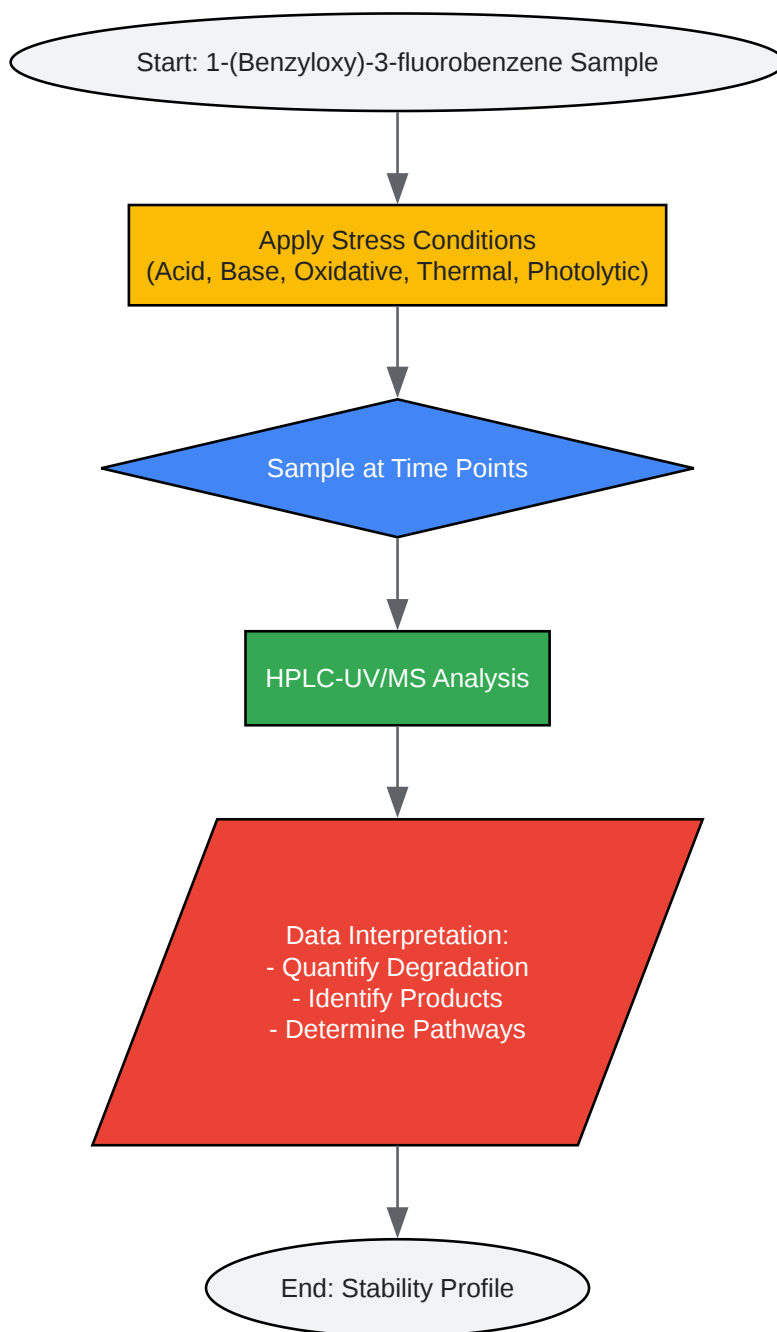 Start: 1-(Benzyloxy)-3-fluorobenzene Sample
Apply Stress Conditions
(Acid, Base, Oxidative, Thermal, Photolytic)
Sample at Time Points
HPLC-UV/MS Analysis
Data Interpretation:
- Quantify Degradation
- Identify Products
- Determine Pathways
End: Stability Profile